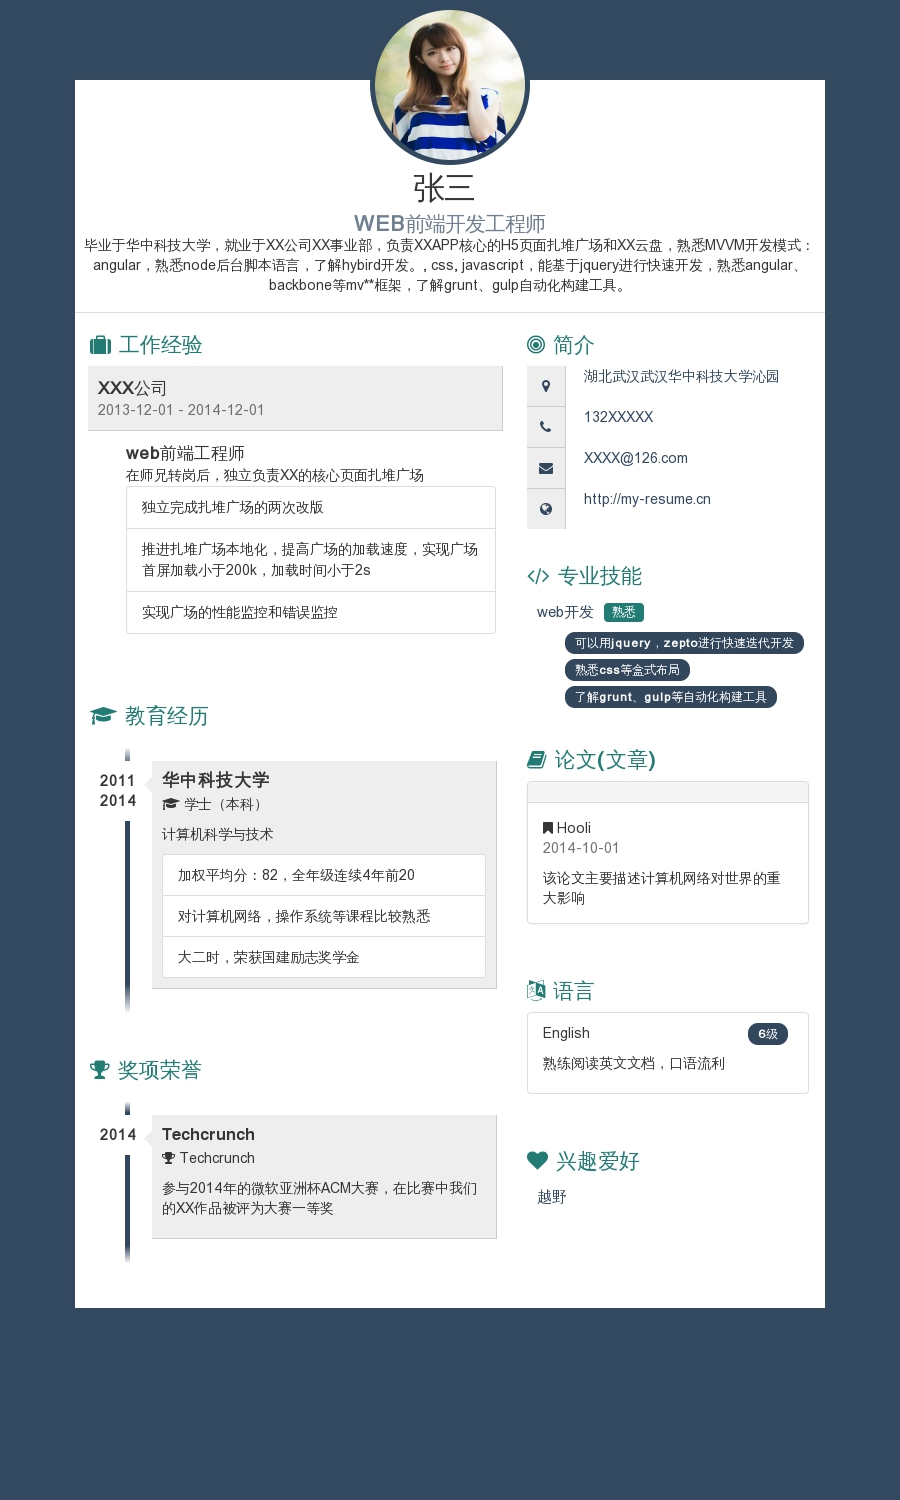 张三
WEB前端开发工程师
毕业于华中科技大学，就业于XX公司XX事业部，负责XXAPP核心的H5页面扎堆广场和XX云盘，熟悉MVVM开发模式：
angular，熟悉node后台脚本语言，了解hybird开发。, css, javascript，能基于jquery进行快速开发，熟悉angular、
backbone等mv**框架，了解grunt、gulp自动化构建工具。
工作经验
XXX公司
2013-12-01 - 2014-12-01
web前端工程师
在师兄转岗后，独立负责XX的核心页面扎堆广场
独立完成扎堆广场的两次改版
推进扎堆广场本地化，提高广场的加载速度，实现广场
首屏加载小于200k，加载时间小于2s
实现广场的性能监控和错误监控
教育经历
2011
2014
华中科技大学
学士（本科）
计算机科学与技术
加权平均分：82，全年级连续4年前20
对计算机网络，操作系统等课程比较熟悉
大二时，荣获国建励志奖学金
奖项荣誉
2014
Techcrunch
Techcrunch
参与2014年的微软亚洲杯ACM大赛，在比赛中我们
的XX作品被评为大赛一等奖
简介
湖北武汉武汉华中科技大学沁园
132XXXXX
XXXX@126.com
http://my-resume.cn
专业技能
web开发 熟悉
可以用jquery，zepto进行快速迭代开发
熟悉css等盒式布局
了解grunt、gulp等自动化构建工具
论文(文章)
Hooli
2014-10-01
该论文主要描述计算机网络对世界的重
大影响
语言
English 6级
熟练阅读英文文档，口语流利
兴趣爱好
越野